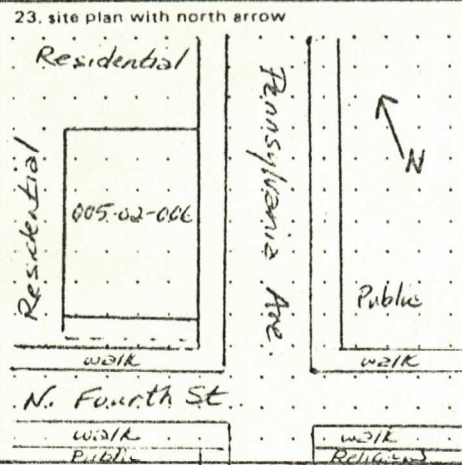 23. site plan with north arrow
Residential
Residential
005-02-006
Pennsylvania Ave.
N
Public
walk
walk
N. Fourth St.
walk
Public
walk
Religious